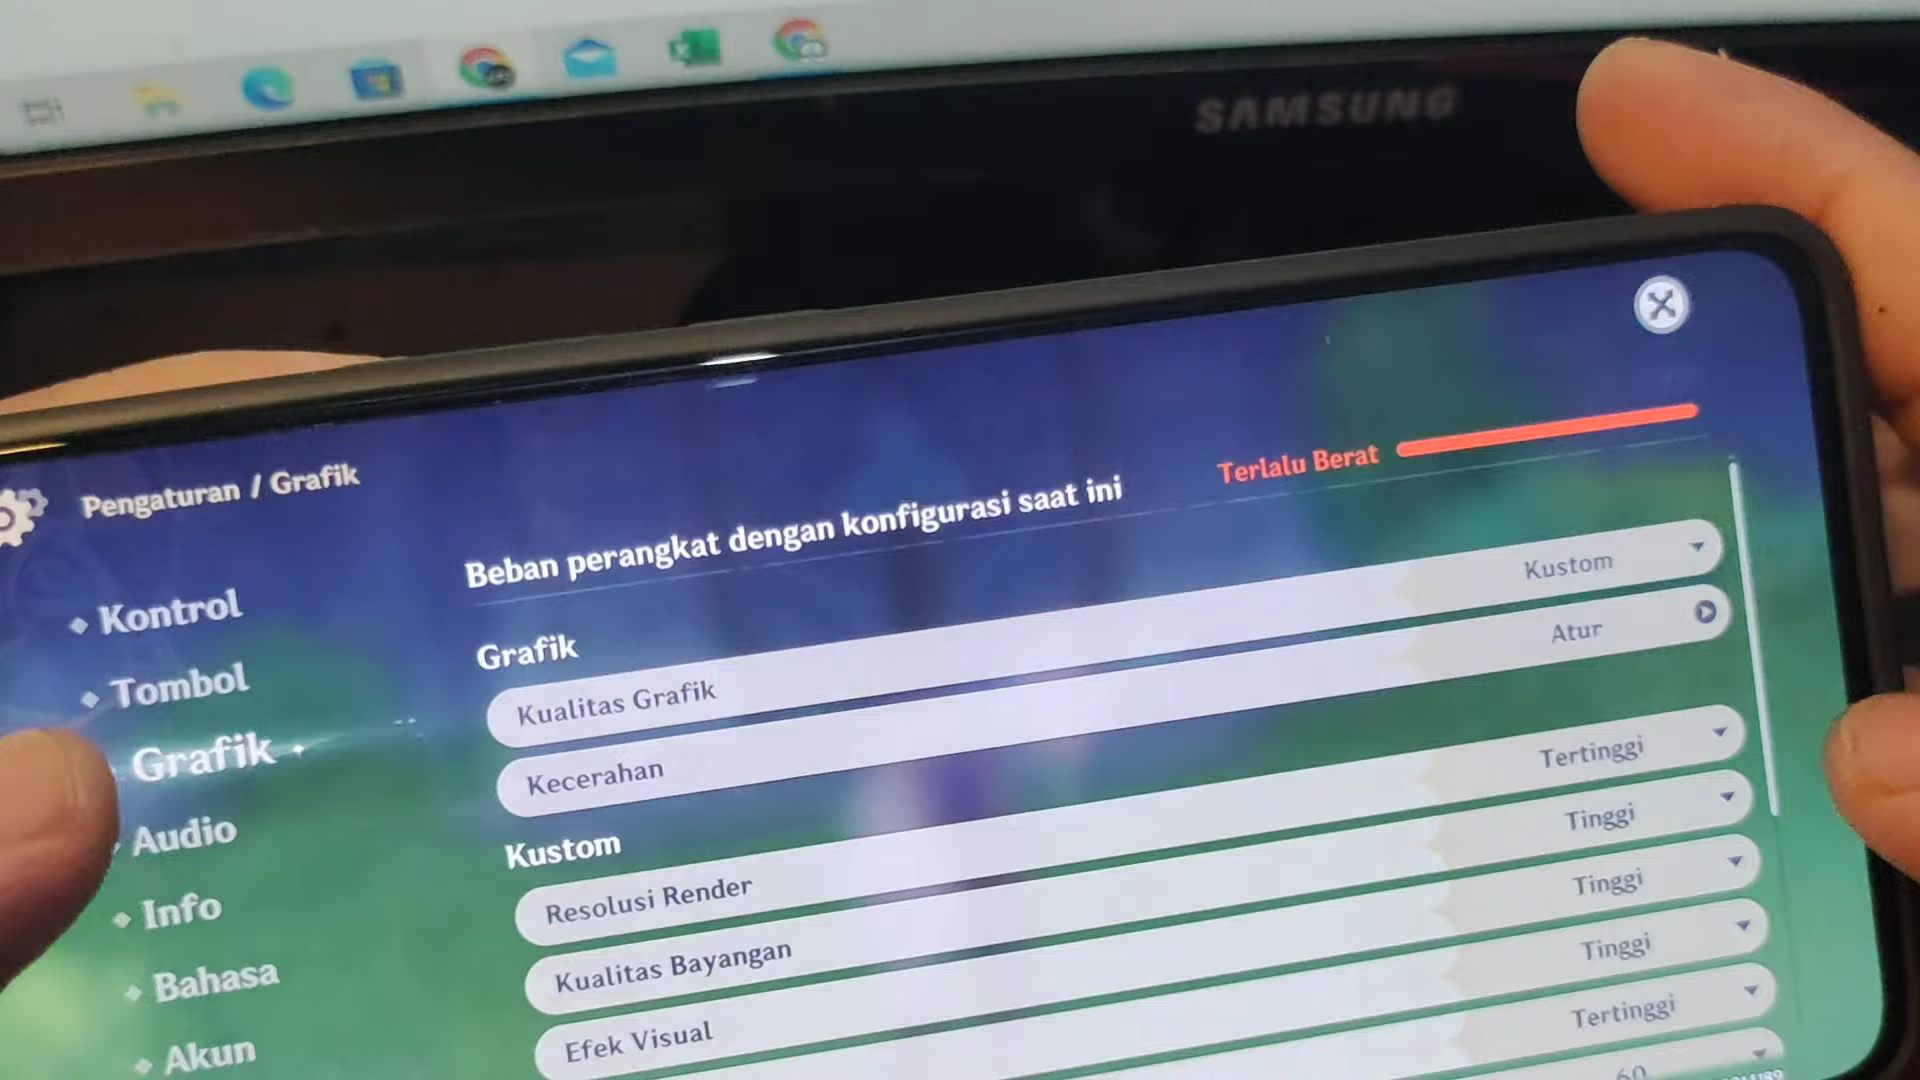 SAMSUNG
Pengaturan / Grafik
Beban perangkat dengan konfigurasi saat ini
Terlalu Berat
Kontrol
Tombol
Grafik
Audio
Info
Bahasa
Akun
Grafik
Kualitas Grafik
Kustom
Kecerahan
Atur
Kustom
Resolusi Render
Tertinggi
Kualitas Bayangan
Tinggi
Efek Visual
Tinggi
Tinggi
Tertinggi
60